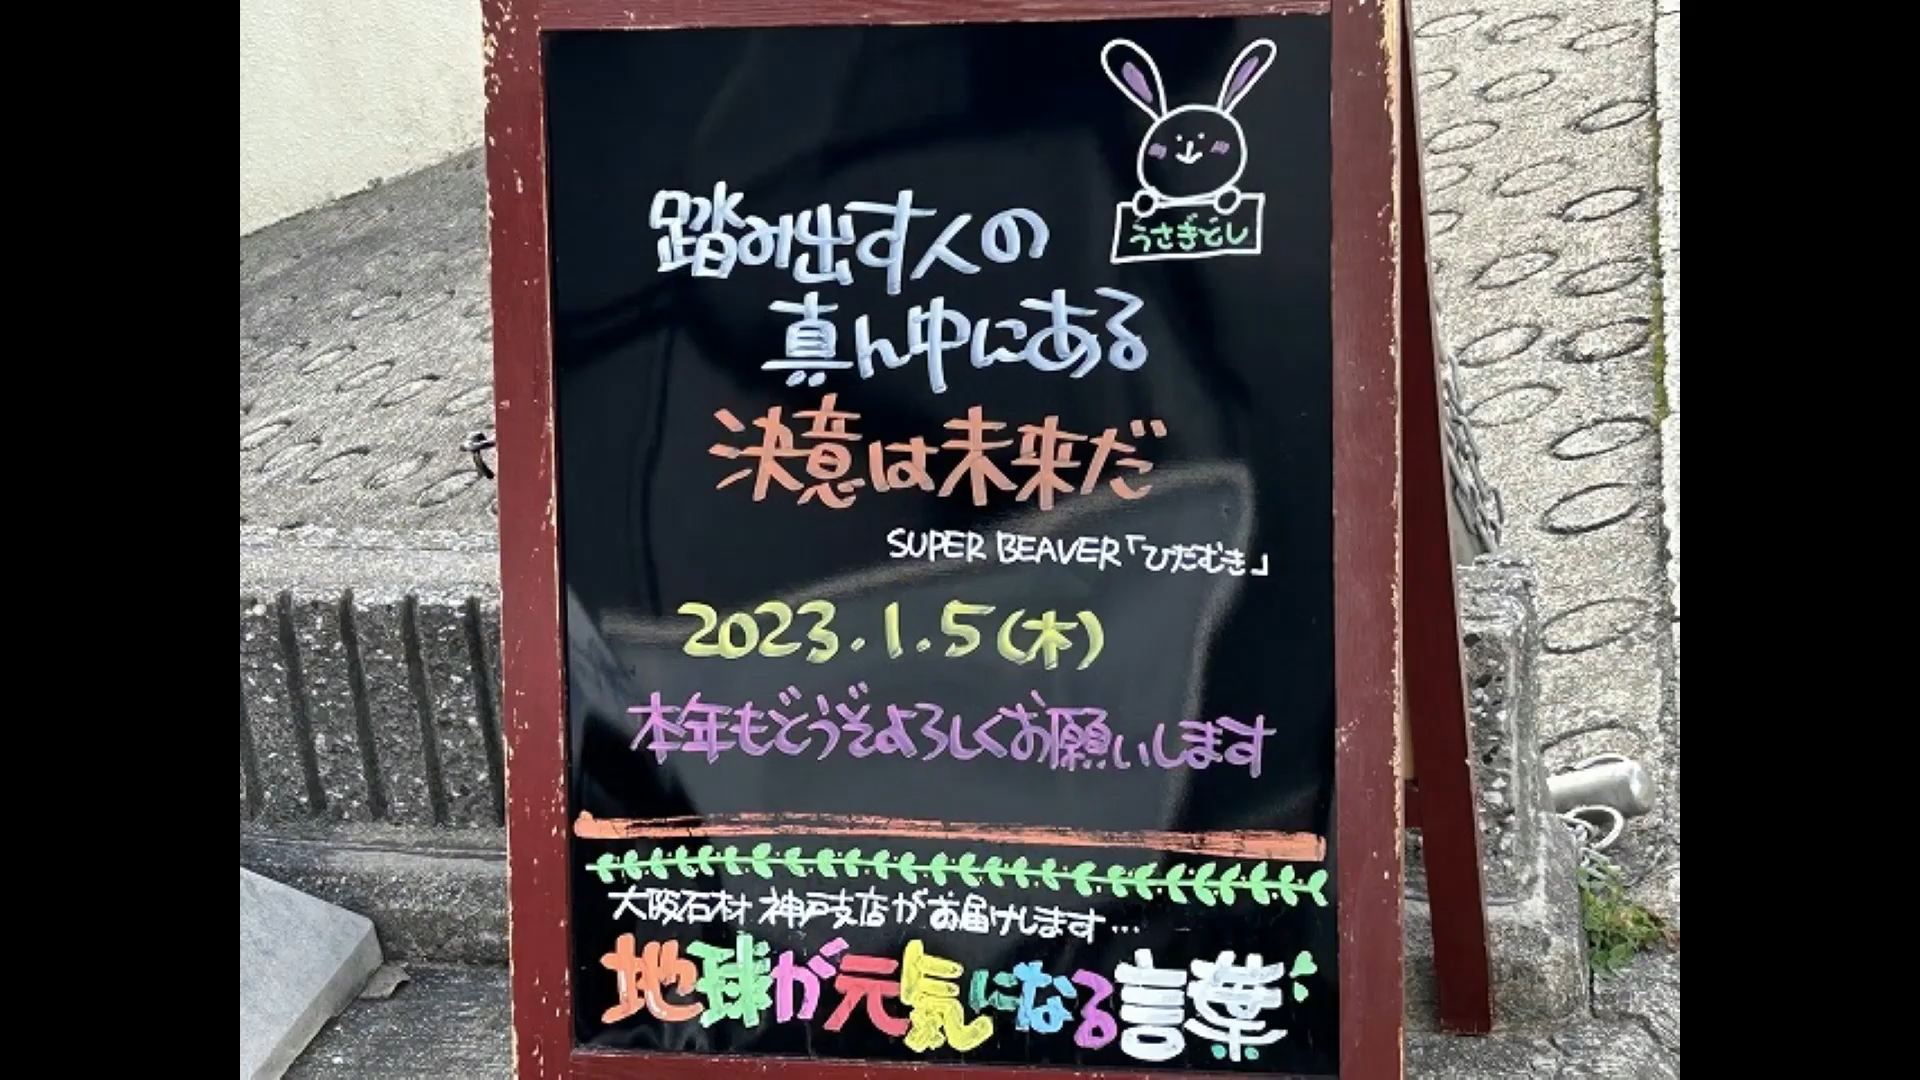 うさぎどし
踏み出す人の
真ん中にある
決意は未来だ
SUPER BEAVER「ひたむき」
2023.1.5(木)
本年もどうぞよろしくお願いします
大阪石材 神戸支店がお届けします…
地球が元気になる言葉